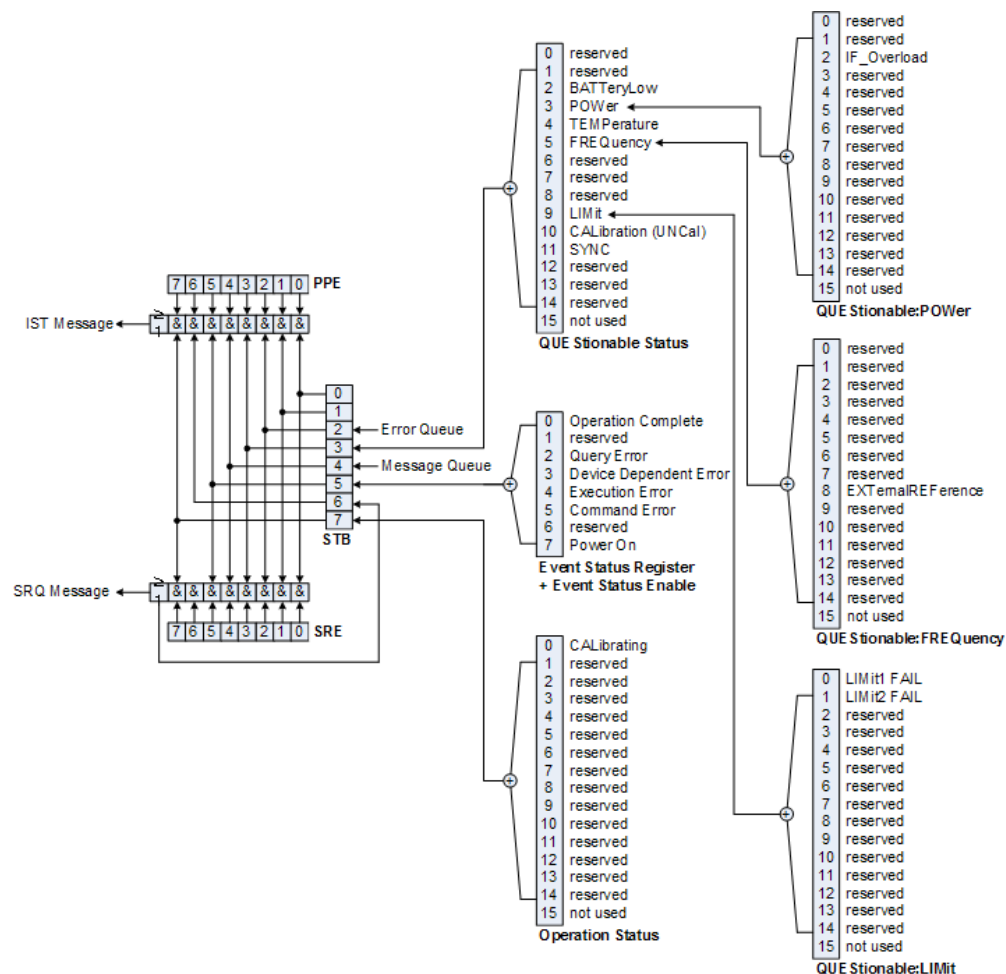 7 6 5 4 3 2 1 0 PPE
IST Message
& & & & & & & &
0
1
2
3
4
5
6
7
STB
Error Queue
Message Queue
SRQ Message
& & & & & & & &
7 6 5 4 3 2 1 0 SRE
0 reserved
1 reserved
2 BATTeryLow
3 POWer
4 TEMPerature
5 FREQuency
6 reserved
7 reserved
8 reserved
9 LIMit
10 CALibration (UNCal)
11 SYNC
12 reserved
13 reserved
14 reserved
15 not used
QUEStionable Status
0 Operation Complete
1 reserved
2 Query Error
3 Device Dependent Error
4 Execution Error
5 Command Error
6 reserved
7 Power On
Event Status Register
+ Event Status Enable
0 CALibrating
1 reserved
2 reserved
3 reserved
4 reserved
5 reserved
6 reserved
7 reserved
8 reserved
9 reserved
10 reserved
11 reserved
12 reserved
13 reserved
14 reserved
15 not used
Operation Status
0 reserved
1 reserved
2 IF_Overload
3 reserved
4 reserved
5 reserved
6 reserved
7 reserved
8 reserved
9 reserved
10 reserved
11 reserved
12 reserved
13 reserved
14 reserved
15 not used
QUEStionable:POWer
0 reserved
1 reserved
2 reserved
3 reserved
4 reserved
5 reserved
6 reserved
7 reserved
8 EXTernalREFerence
9 reserved
10 reserved
11 reserved
12 reserved
13 reserved
14 reserved
15 not used
QUEStionable:FREQuency
0 LIMit1 FAIL
1 LIMit2 FAIL
2 reserved
3 reserved
4 reserved
5 reserved
6 reserved
7 reserved
8 reserved
9 reserved
10 reserved
11 reserved
12 reserved
13 reserved
14 reserved
15 not used
QUEStionable:LIMit